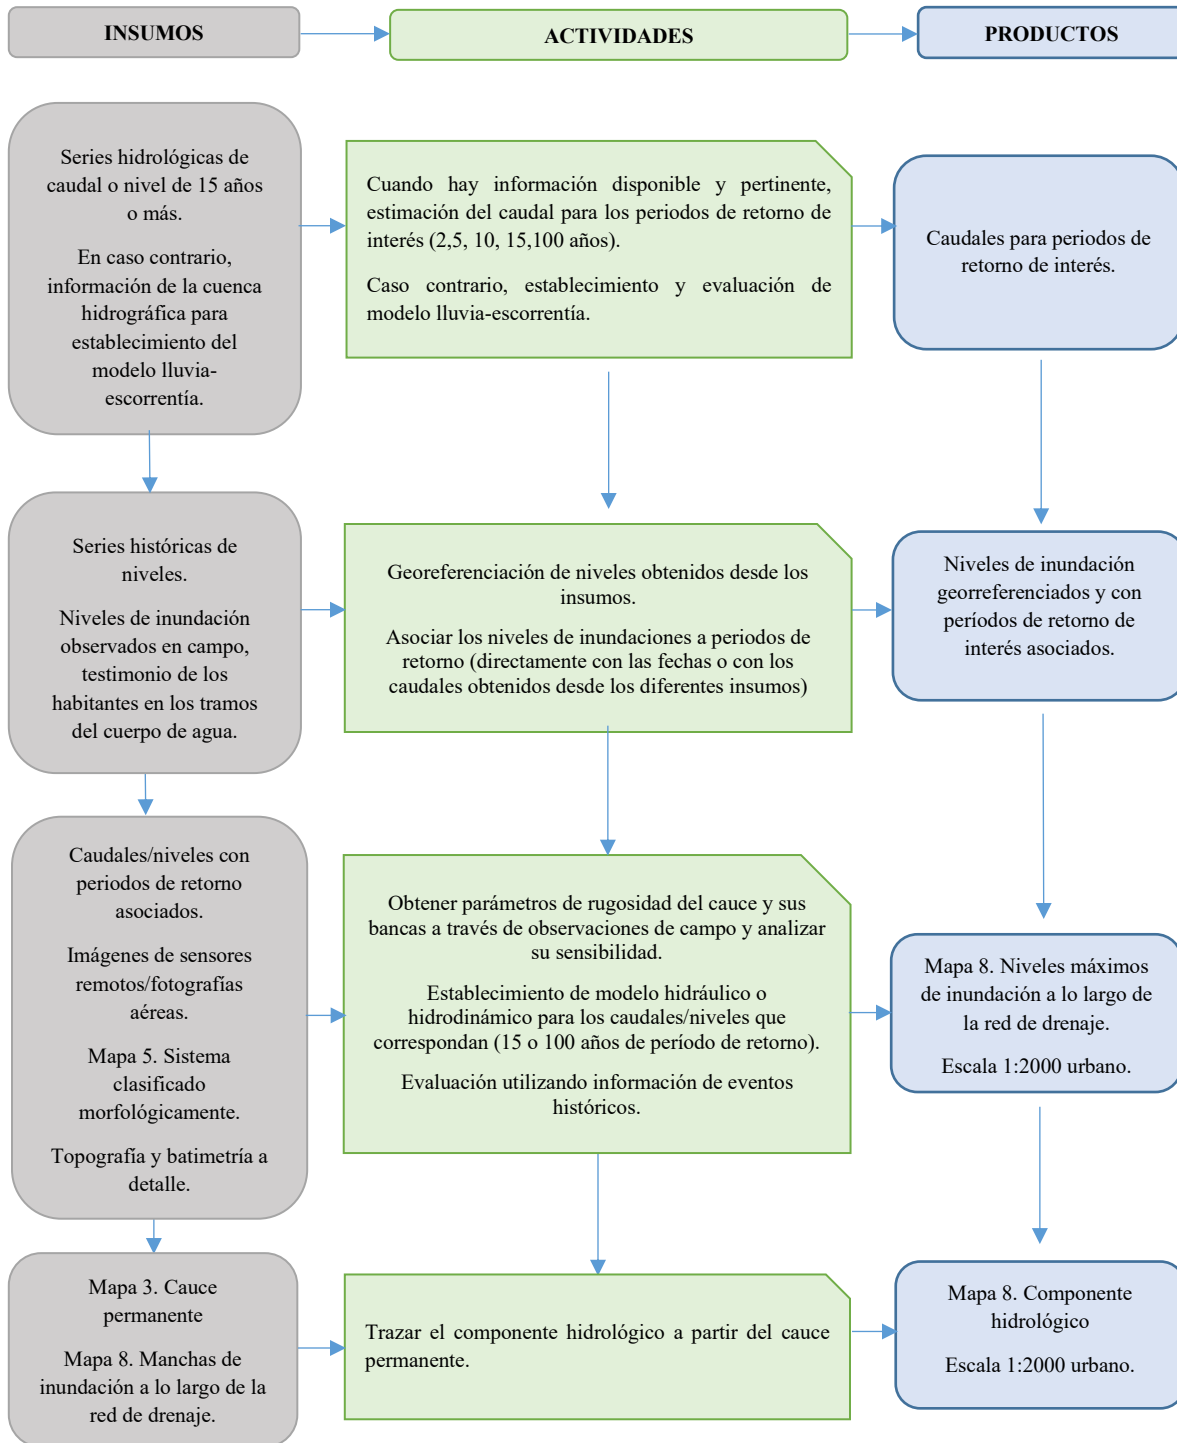 INSUMOS
ACTIVIDADES
PRODUCTOS
Series hidrológicas de
caudal o nivel de 15 años
o más.
En caso contrario,
información de la cuenca
hidrográfica para
establecimiento del
modelo lluvia-
escorrentía.
Cuando hay información disponible y pertinente,
estimación del caudal para los periodos de retorno de
interés (2,5, 10, 15,100 años).
Caso contrario, establecimiento y evaluación de
modelo lluvia-escorrentía.
Caudales para periodos de
retorno de interés.
Series históricas de
niveles.
Niveles de inundación
observados en campo,
testimonio de los
habitantes en los tramos
del cuerpo de agua.
Georeferenciación de niveles obtenidos desde los
insumos.
Asociar los niveles de inundaciones a periodos de
retorno (directamente con las fechas o con los
caudales obtenidos desde los diferentes insumos)
Niveles de inundación
georreferenciados y con
períodos de retorno de
interés asociados.
Caudales/niveles con
periodos de retorno
asociados.
Imágenes de sensores
remotos/fotografías
aéreas.
Mapa 5. Sistema
clasificado
morfológicamente.
Topografía y batimetría a
detalle.
Obtener parámetros de rugosidad del cauce y sus
bancas a través de observaciones de campo y analizar
su sensibilidad.
Establecimiento de modelo hidráulico o
hidrodinámico para los caudales/niveles que
correspondan (15 o 100 años de período de retorno).
Evaluación utilizando información de eventos
históricos.
Mapa 8. Niveles máximos
de inundación a lo largo de
la red de drenaje.
Escala 1:2000 urbano.
Mapa 3. Cauce
permanente
Mapa 8. Manchas de
inundación a lo largo de la
red de drenaje.
Trazar el componente hidrológico a partir del cauce
permanente.
Mapa 8. Componente
hidrológico
Escala 1:2000 urbano.